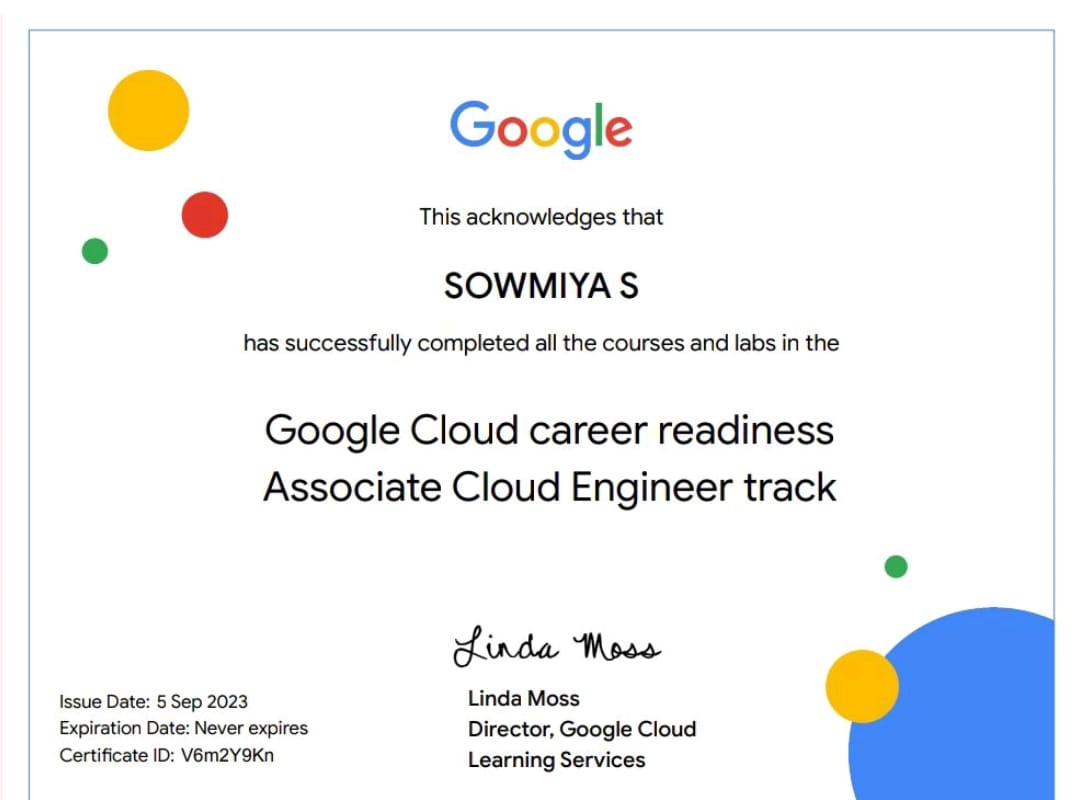 Google
This acknowledges that
SOWMIYA S
has successfully completed all the courses and labs in the
Google Cloud career readiness
Associate Cloud Engineer track
Linda Moss
Issue Date: 5 Sep 2023
Expiration Date: Never expires
Certificate ID: V6m2Y9Kn
Linda Moss
Director, Google Cloud
Learning Services